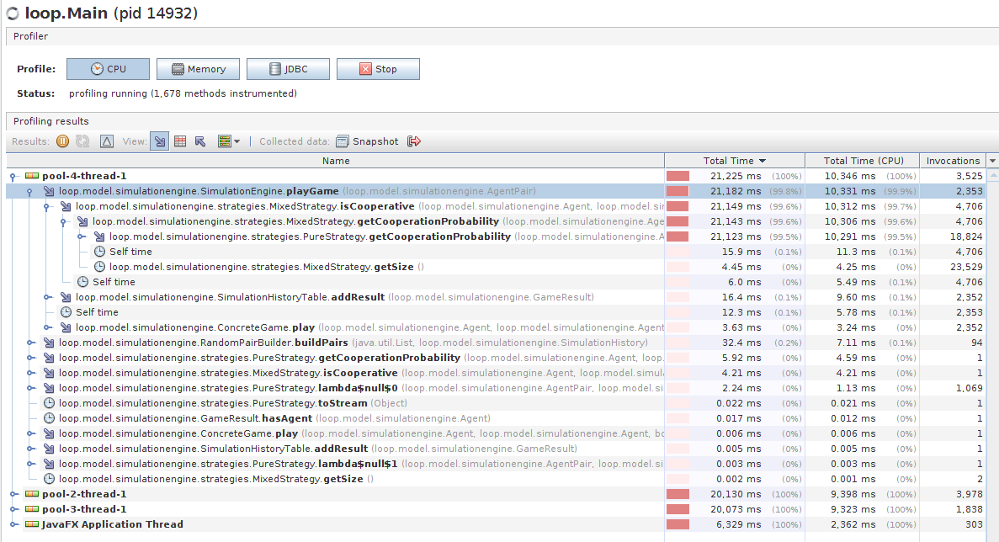 loop.Main (pid 14932)
Profiler
Profile: CPU Memory JDBC Stop
Status: profiling running (1,678 methods instrumented)
Profiling results
Results: View: Collected data: Snapshot
Name Total Time Total Time (CPU) Invocations
pool-4-thread-1 21,225 ms (100%) 10,346 ms (100%) 3,525
loop.model.simulationengine.SimulationEngine.playGame (loop.model.simulationengine.AgentPair) 21,182 ms (99.8%) 10,331 ms (99.9%) 2,353
loop.model.simulationengine.strategies.MixedStrategy.isCooperative (loop.model.simulationengine.Agent, loop.model.sir 21,149 ms (99.6%) 10,312 ms (99.7%) 4,706
loop.model.simulationengine.strategies.MixedStrategy.getCooperationProbability (loop.model.simulationengine.Age 21,143 ms (99.6%) 10,306 ms (99.6%) 4,706
loop.model.simulationengine.strategies.PureStrategy.getCooperationProbability (loop.model.simulationengine.A 21,123 ms (99.5%) 10,291 ms (99.5%) 18,824
Self time 15.9 ms (0.1%) 11.3 ms (0.1%) 4,706
loop.model.simulationengine.strategies.MixedStrategy.getSize () 4.45 ms (0%) 4.25 ms (0%) 23,529
Self time 6.0 ms (0%) 5.49 ms (0.1%) 4,706
loop.model.simulationengine.SimulationHistoryTable.addResult (loop.model.simulationengine.GameResult) 16.4 ms (0.1%) 9.60 ms (0.1%) 2,352
Self time 12.3 ms (0.1%) 5.78 ms (0.1%) 2,353
loop.model.simulationengine.ConcreteGame.play (loop.model.simulationengine.Agent, loop.model.simulationengine.Agent 3.63 ms (0%) 3.24 ms (0%) 2,352
loop.model.simulationengine.RandomPairBuilder.buildPairs (java.util.List, loop.model.simulationengine.SimulationHistory) 32.4 ms (0.2%) 7.11 ms (0.1%) 94
loop.model.simulationengine.strategies.PureStrategy.getCooperationProbability (loop.model.simulationengine.Agent, loop. 5.92 ms (0%) 4.59 ms (0%) 1
loop.model.simulationengine.strategies.MixedStrategy.isCooperative (loop.model.simulationengine.Agent, loop.model.simula 4.21 ms (0%) 4.21 ms (0%) 1
loop.model.simulationengine.strategies.PureStrategy.lambda$null$0 (loop.model.simulationengine.AgentPair, loop.model.si 2.24 ms (0%) 1.13 ms (0%) 1,069
loop.model.simulationengine.strategies.PureStrategy.toStream (Object) 0.022 ms (0%) 0.021 ms (0%) 1
loop.model.simulationengine.GameResult.hasAgent (loop.model.simulationengine.Agent) 0.017 ms (0%) 0.012 ms (0%) 1
loop.model.simulationengine.ConcreteGame.play (loop.model.simulationengine.Agent, loop.model.simulationengine.Agent, bo 0.006 ms (0%) 0.006 ms (0%) 1
loop.model.simulationengine.SimulationHistoryTable.addResult (loop.model.simulationengine.GameResult) 0.005 ms (0%) 0.005 ms (0%) 1
loop.model.simulationengine.strategies.PureStrategy.lambda$null$1 (loop.model.simulationengine.AgentPair, loop.model.si 0.003 ms (0%) 0.003 ms (0%) 1
loop.model.simulationengine.strategies.MixedStrategy.getSize () 0.002 ms (0%) 0.001 ms (0%) 2
pool-2-thread-1 20,130 ms (100%) 9,398 ms (100%) 3,978
pool-3-thread-1 20,073 ms (100%) 9,323 ms (100%) 1,838
JavaFX Application Thread 6,329 ms (100%) 2,362 ms (100%) 303